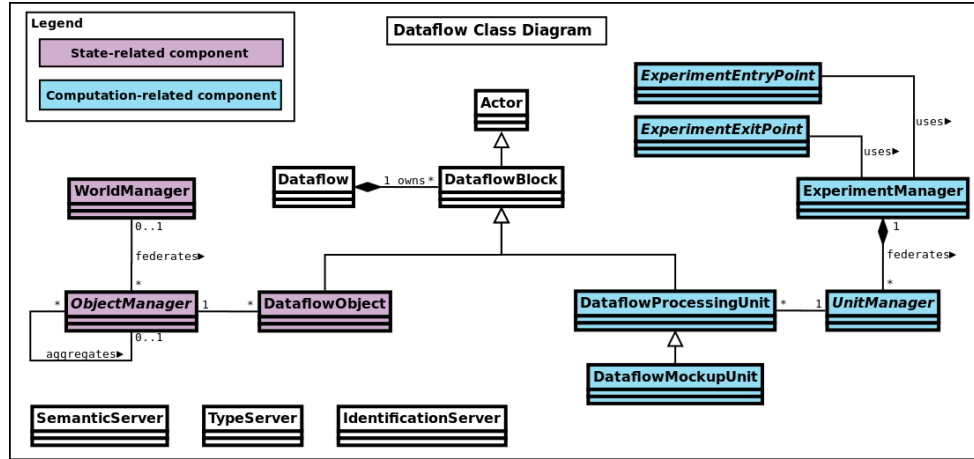 Legend
State-related component
Computation-related component
Dataflow Class Diagram
ExperimentEntryPoint
Actor
ExperimentExitPoint
uses►
uses►
Dataflow
1 owns *
DataflowBlock
WorldManager
ExperimentManager
0..1
1
federates►
federates►
*
*
* ObjectManager 1
* DataflowObject
DataflowProcessingUnit *
1 UnitManager
0..1
aggregates►
DataflowMockupUnit
SemanticServer
TypeServer
IdentificationServer